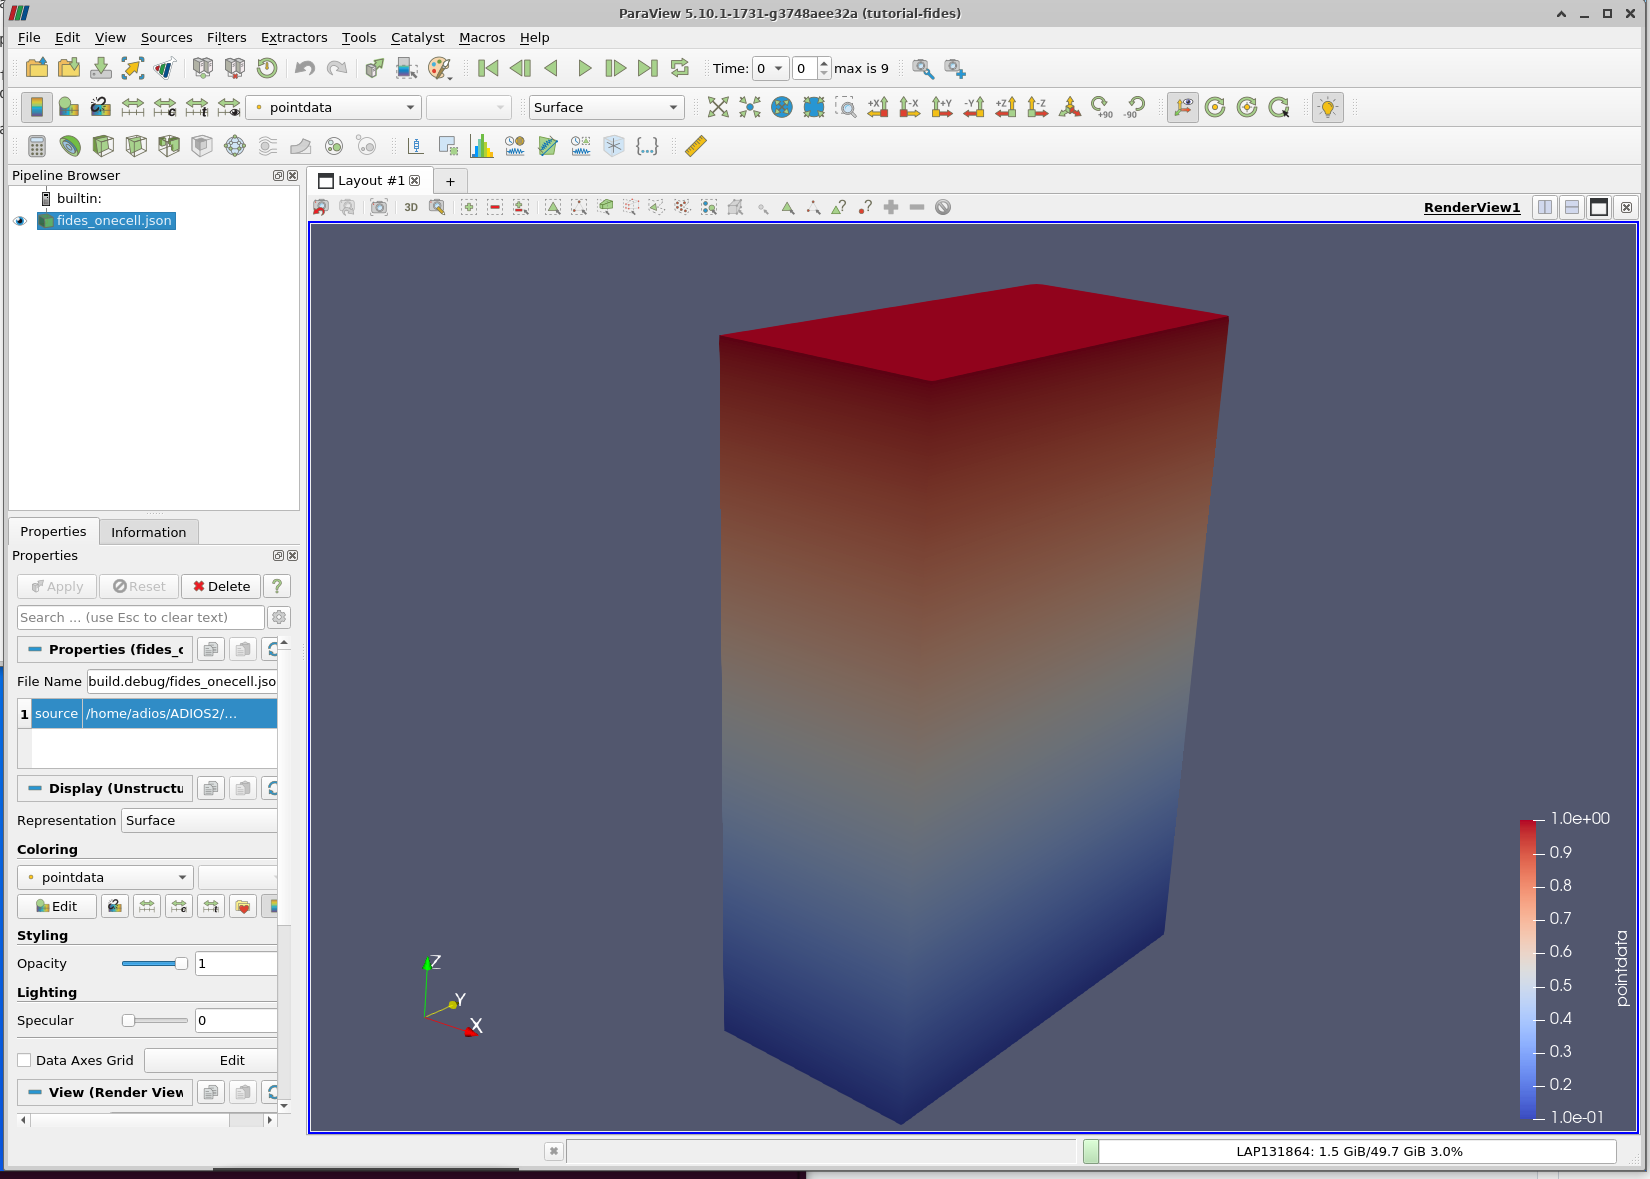 ParaView 5.10.1-1731-g3748aee32a (tutorial-fides)
File Edit View Sources Filters Extractors Tools Catalyst Macros Help
Time: 0 0 max is 9
pointdata Surface +X -X +Y -Y +Z -Z +90 -90
Pipeline Browser
builtin:
fides_onecell.json
Layout #1 +
3D
RenderView1
Properties Information
Properties
Apply Reset Delete ?
Search ... (use Esc to clear text)
Properties (fides_c
File Name build.debug/fides_onecell.jso
1 source /home/adios/ADIOS2/...
Display (Unstructu
Representation Surface
Coloring
pointdata
Edit
Styling
Opacity 1
Lighting
Specular 0
Data Axes Grid Edit
View (Render View
Z
Y
X
1.0e+00
0.9
0.8
0.7
0.6
0.5
0.4
0.3
0.2
1.0e-01
pointdata
LAP131864: 1.5 GiB/49.7 GiB 3.0%